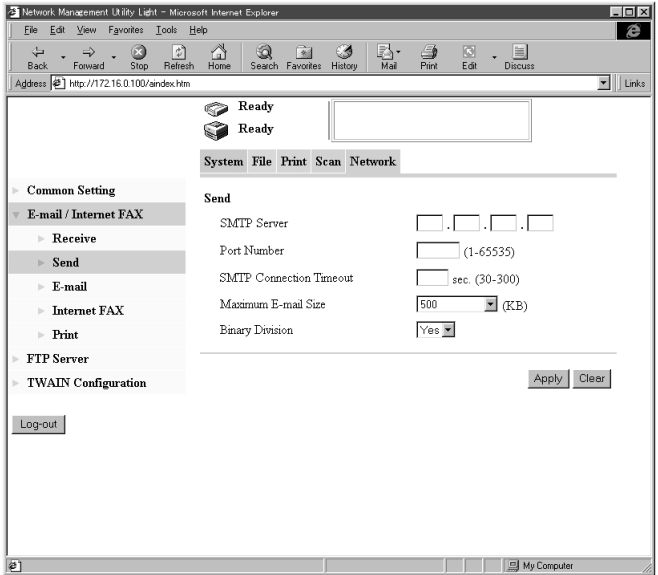 Network Management Utility Light - Microsoft Internet Explorer
File Edit View Favorites Tools Help
Back Forward Stop Refresh Home Search Favorites History Mail Print Edit Discuss
Address http://172.16.0.100/aindex.htm Links
Ready
Ready
System File Print Scan Network
Common Setting
E-mail / Internet FAX
Receive
Send
E-mail
Internet FAX
Print
FTP Server
TWAIN Configuration
Log-out
Send
SMTP Server . . .
Port Number (1-65535)
SMTP Connection Timeout sec. (30-300)
Maximum E-mail Size 500 (KB)
Binary Division Yes
Apply Clear
My Computer